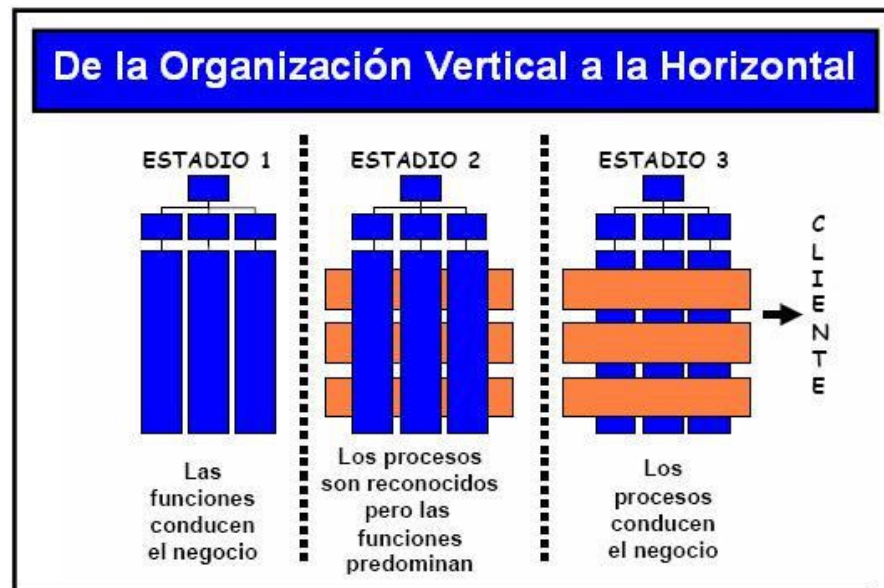 De la Organización Vertical a la Horizontal
ESTADIO 1
Las
funciones
conducen
el negocio
ESTADIO 2
Los procesos
son reconocidos
pero las
funciones
predominan
ESTADIO 3
Los
procesos
conducen
el negocio
CLIENTE